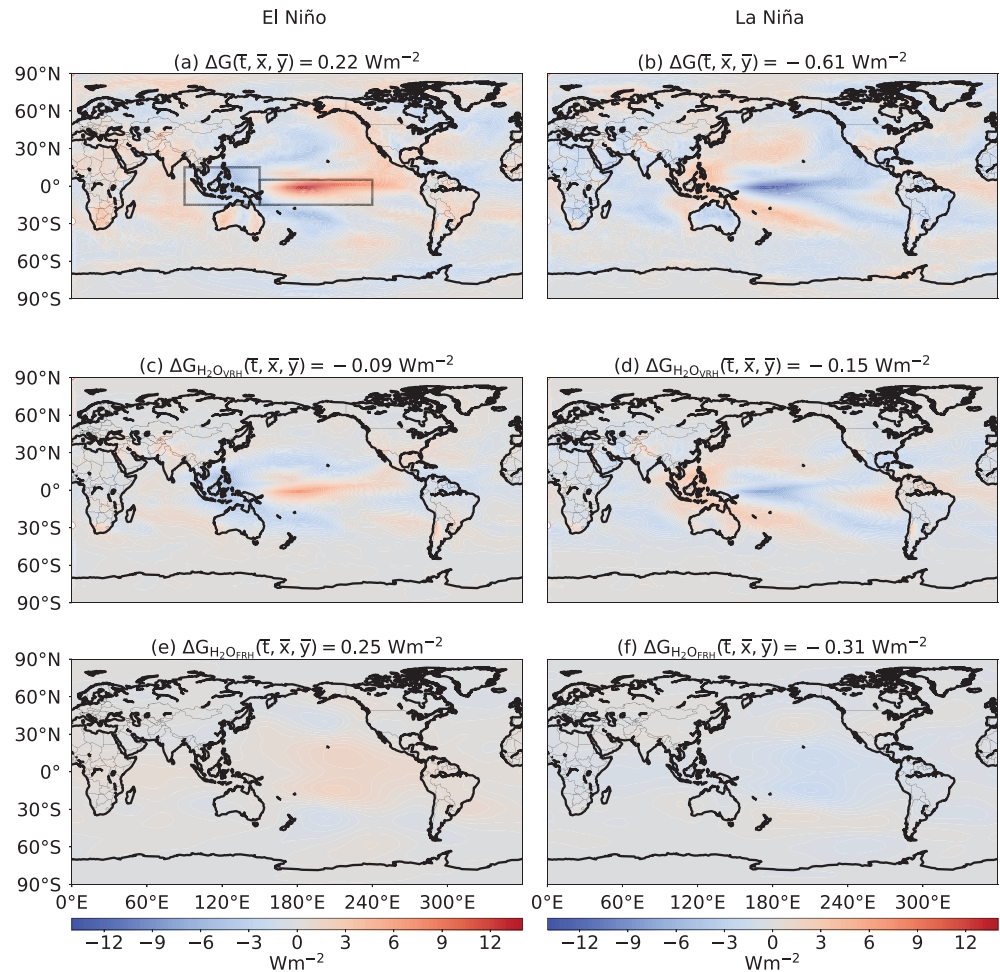 El Niño
La Niña
(a) ΔG(t̅, x̅, y̅) = 0.22 Wm⁻²
(b) ΔG(t̅, x̅, y̅) = −0.61 Wm⁻²
90°N
60°N
30°N
0°
30°S
60°S
90°S
(c) ΔG_H₂O_VRH(t̅, x̅, y̅) = −0.09 Wm⁻²
(d) ΔG_H₂O_VRH(t̅, x̅, y̅) = −0.15 Wm⁻²
90°N
60°N
30°N
0°
30°S
60°S
90°S
(e) ΔG_H₂O_FRH(t̅, x̅, y̅) = 0.25 Wm⁻²
(f) ΔG_H₂O_FRH(t̅, x̅, y̅) = −0.31 Wm⁻²
90°N
60°N
30°N
0°
30°S
60°S
90°S
0°E 60°E 120°E 180°E 240°E 300°E
0°E 60°E 120°E 180°E 240°E 300°E
−12 −9 −6 −3 0 3 6 9 12
−12 −9 −6 −3 0 3 6 9 12
Wm⁻²
Wm⁻²